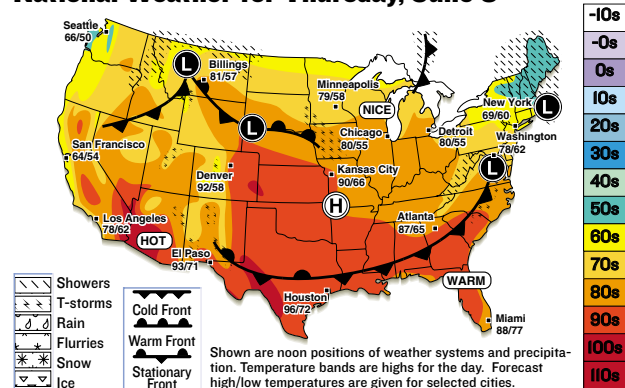 National Weather for Thursday, June
Seattle
66/50
L
Billings
81/57
Minneapolis
79/58
NICE
New York
69/60
L
L
Chicago
80/55
Detroit
80/55
Washington
78/62
San Francisco
64/54
Denver
92/58
Kansas City
90/66
L
H
Los Angeles
78/62
HOT
Atlanta
87/65
El Paso
93/71
WARM
Houston
96/72
Miami
88/77
Showers
T-storms
Rain
Flurries
Snow
Ice
Cold Front
Warm Front
Stationary
Front
Shown are noon positions of weather systems and precipita-
tion. Temperature bands are highs for the day. Forecast
high/low temperatures are given for selected cities.
-10s
-0s
0s
10s
20s
30s
40s
50s
60s
70s
80s
90s
100s
110s